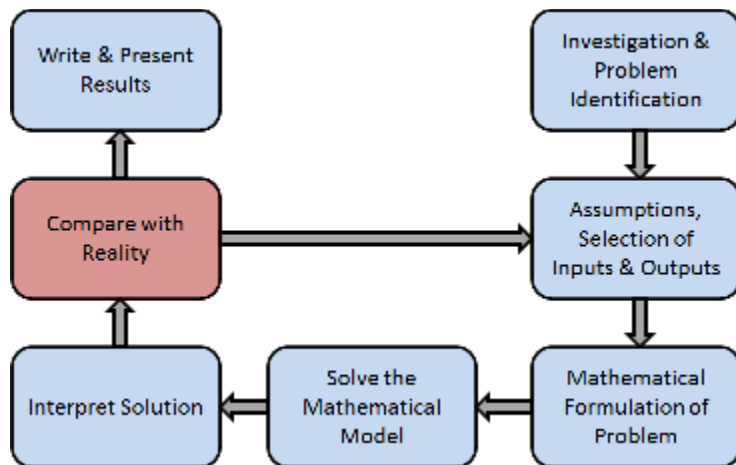 Write & Present
Results
Investigation &
Problem
Identification
Compare with
Reality
Assumptions,
Selection of
Inputs & Outputs
Interpret Solution
Solve the
Mathematical
Model
Mathematical
Formulation of
Problem